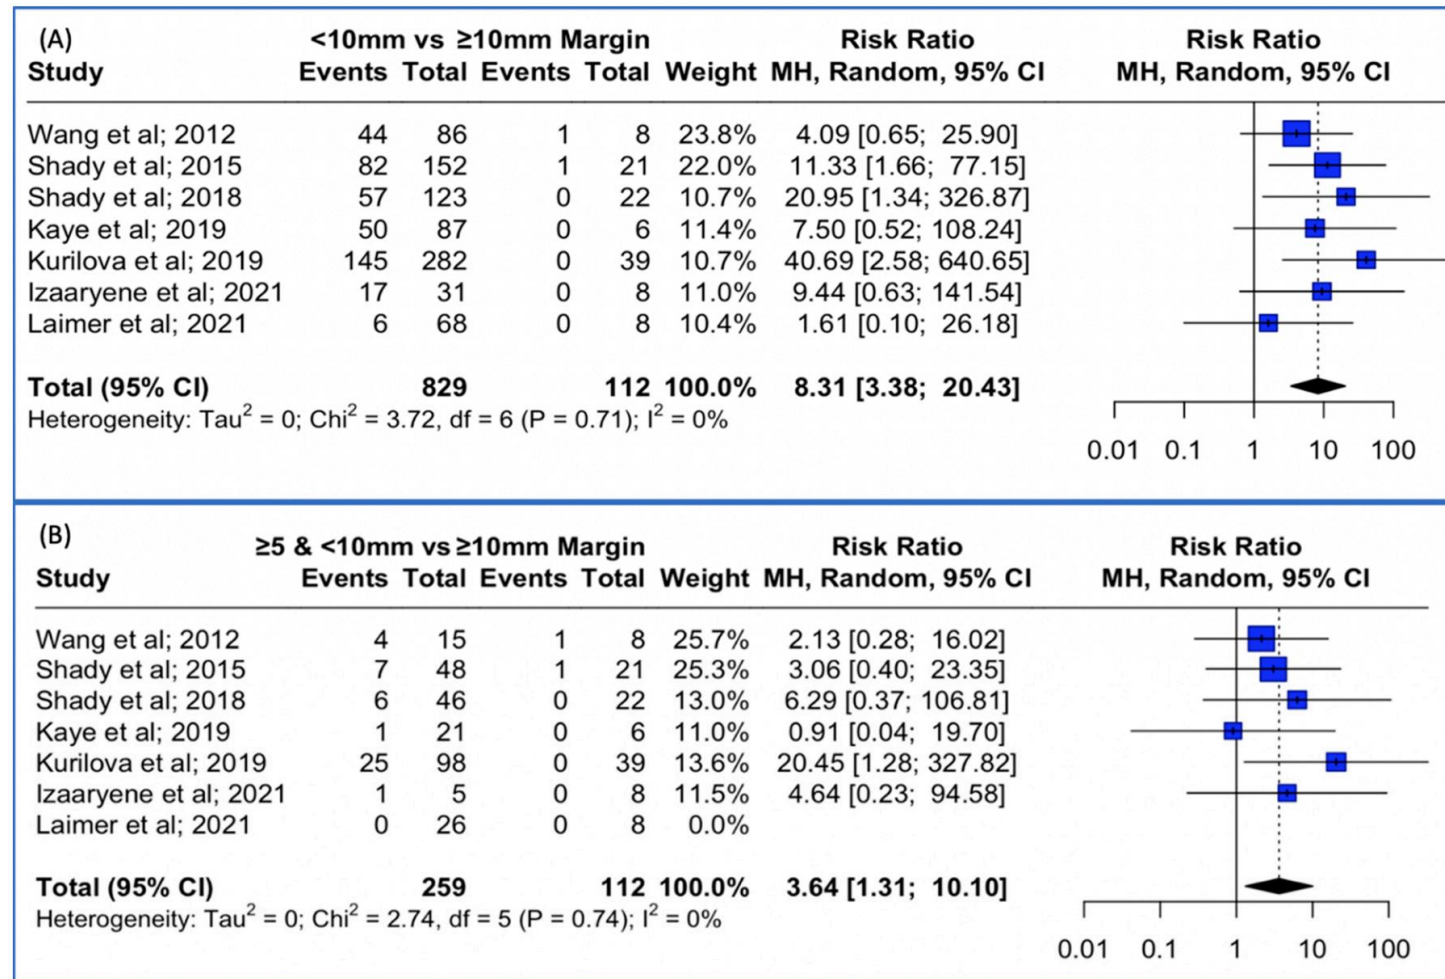 (A) <10mm vs ≥10mm Margin Risk Ratio Risk Ratio
Study Events Total Events Total Weight MH, Random, 95% CI MH, Random, 95% CI
Wang et al; 2012 44 86 1 8 23.8% 4.09 [0.65; 25.90]
Shady et al; 2015 82 152 1 21 22.0% 11.33 [1.66; 77.15]
Shady et al; 2018 57 123 0 22 10.7% 20.95 [1.34; 326.87]
Kaye et al; 2019 50 87 0 6 11.4% 7.50 [0.52; 108.24]
Kurilova et al; 2019 145 282 0 39 10.7% 40.69 [2.58; 640.65]
Izaaryene et al; 2021 17 31 0 8 11.0% 9.44 [0.63; 141.54]
Laimer et al; 2021 6 68 0 8 10.4% 1.61 [0.10; 26.18]
Total (95% CI) 829 112 100.0% 8.31 [3.38; 20.43]
Heterogeneity: Tau² = 0; Chi² = 3.72, df = 6 (P = 0.71); I² = 0%
0.01 0.1 1 10 100
(B) ≥5 & <10mm vs ≥10mm Margin Risk Ratio Risk Ratio
Study Events Total Events Total Weight MH, Random, 95% CI MH, Random, 95% CI
Wang et al; 2012 4 15 1 8 25.7% 2.13 [0.28; 16.02]
Shady et al; 2015 7 48 1 21 25.3% 3.06 [0.40; 23.35]
Shady et al; 2018 6 46 0 22 13.0% 6.29 [0.37; 106.81]
Kaye et al; 2019 1 21 0 6 11.0% 0.91 [0.04; 19.70]
Kurilova et al; 2019 25 98 0 39 13.6% 20.45 [1.28; 327.82]
Izaaryene et al; 2021 1 5 0 8 11.5% 4.64 [0.23; 94.58]
Laimer et al; 2021 0 26 0 8 0.0%
Total (95% CI) 259 112 100.0% 3.64 [1.31; 10.10]
Heterogeneity: Tau² = 0; Chi² = 2.74, df = 5 (P = 0.74); I² = 0%
0.01 0.1 1 10 100